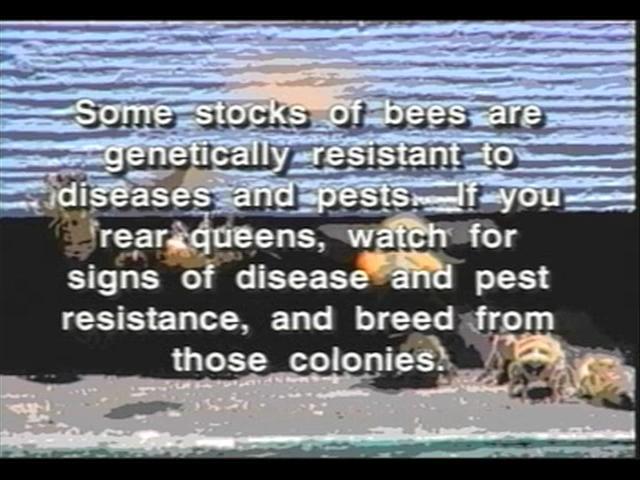 Some stocks of bees are
genetically resistant to
diseases and pests. If you
rear queens, watch for
signs of disease and pest
resistance, and breed from
those colonies.